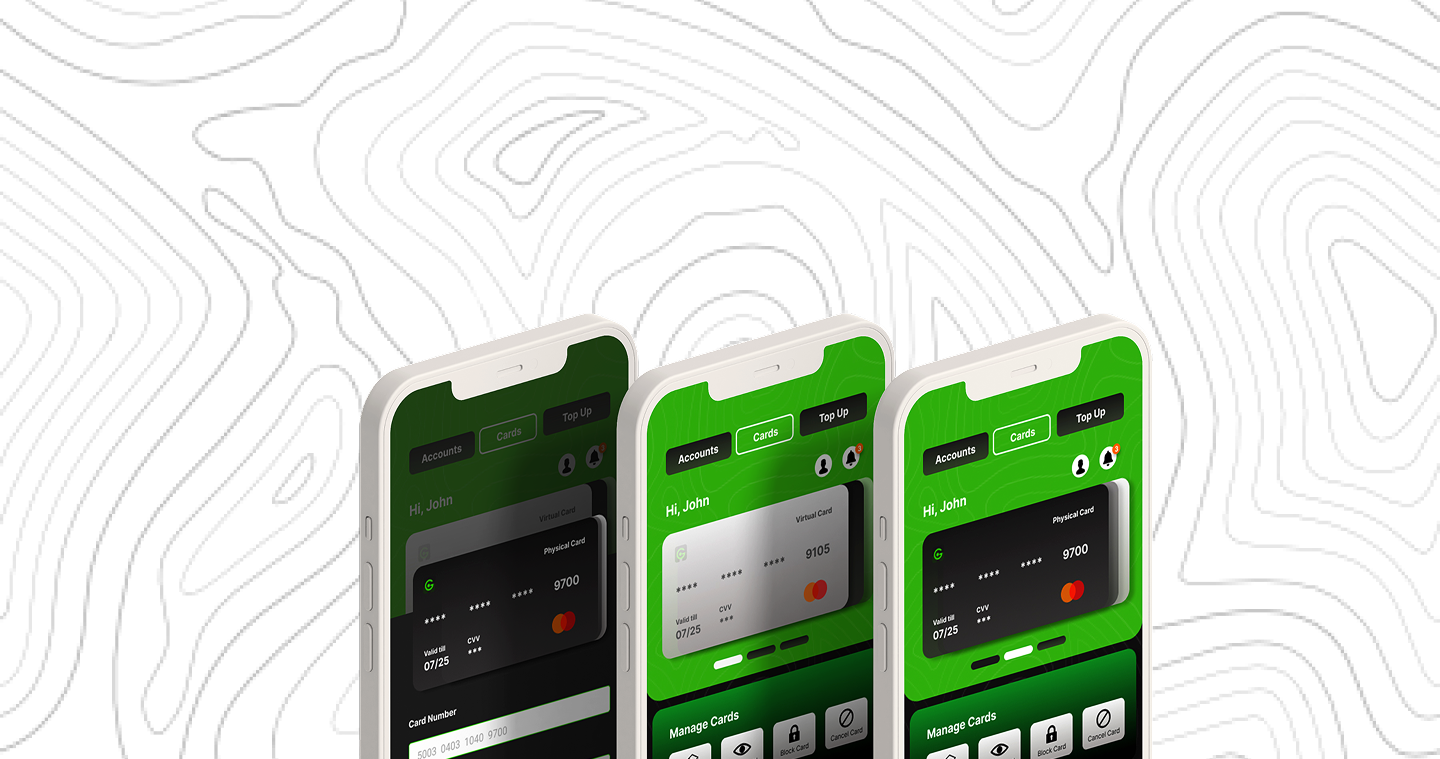 Accounts
Cards
Top Up
Hi, John
Virtual Card
Physical Card
**** **** **** 9700
Valid till
07/25
CVV
***
Card Number
5003 0403 1040 9700
Accounts
Cards
Top Up
3
Hi, John
Virtual Card
**** **** **** 9105
Valid till
07/25
CVV
***
Manage Cards
Block Card
Cancel Card
Accounts
Cards
Top Up
3
Hi, John
Physical Card
**** **** **** 9700
Valid till
07/25
CVV
***
Manage Cards
Block Card
Cancel Card